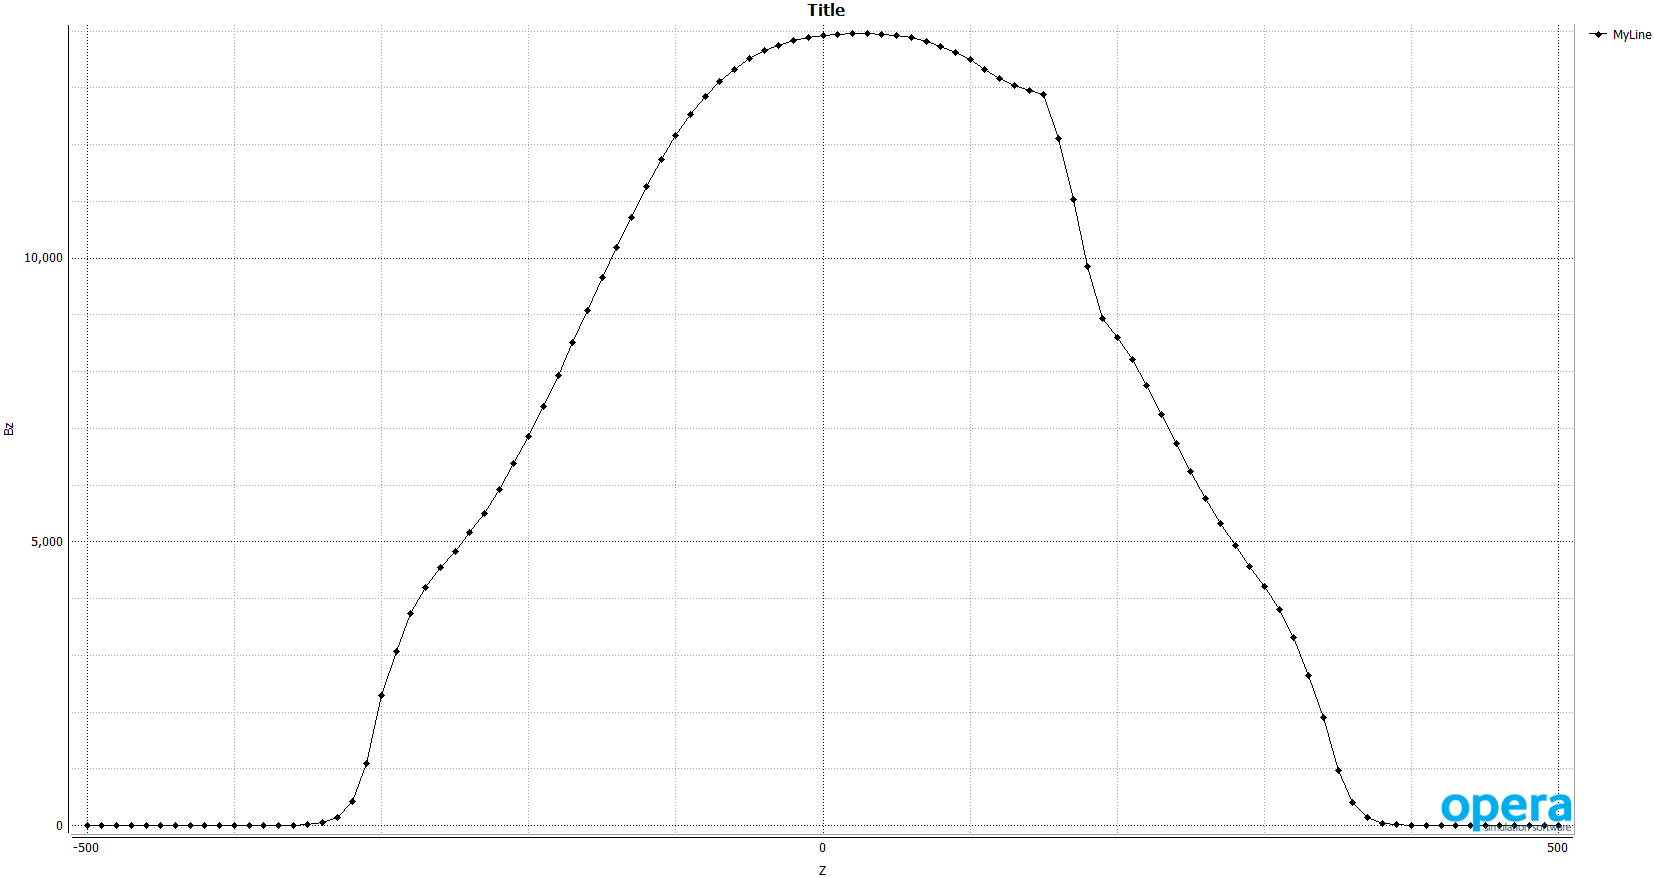 Title
MyLine
10,000
5,000
0
Bz
-500
0
500
Z
opera
simulation software